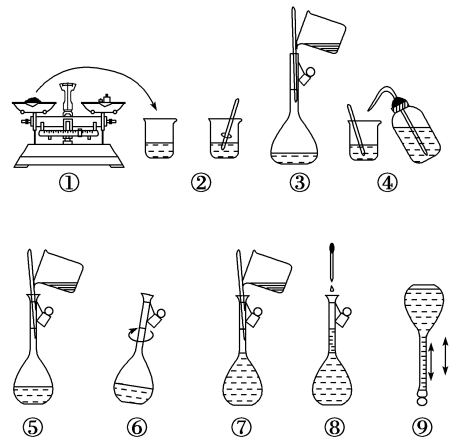 ① ② ③ ④
⑤ ⑥ ⑦ ⑧ ⑨